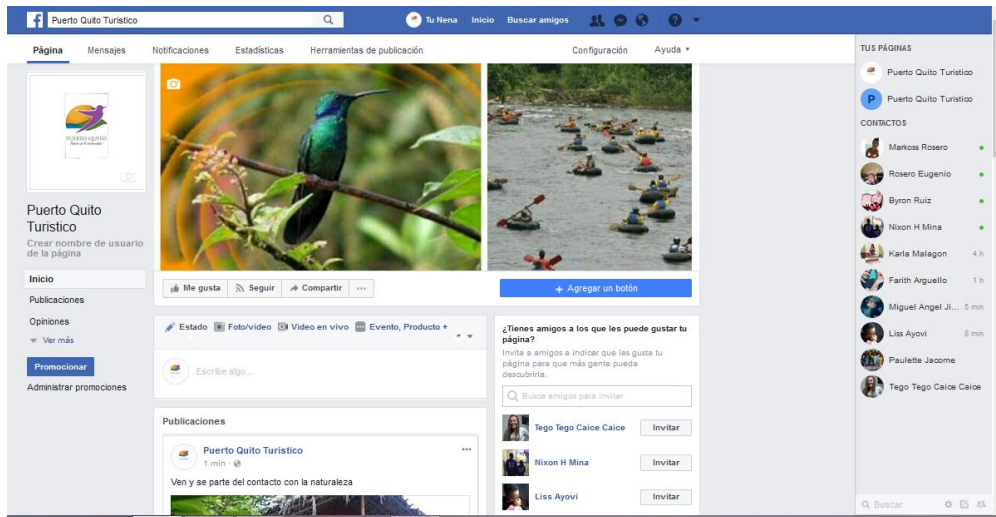 Puerto Quito Turistico
Tu Nena
Inicio
Buscar amigos
Página
Mensajes
Notificaciones
Estadísticas
Herramientas de publicación
Configuración
Ayuda
PUERTO QUITO
Puerto Quito
Turistico
Crear nombre de usuario
de la página
Inicio
Publicaciones
Opiniones
Ver más
Promocionar
Administrar promociones
Me gusta
Seguir
Compartir
+ Agregar un botón
Estado
Foto/video
Video en vivo
Evento, Producto +
Escribe algo...
Publicaciones
Puerto Quito Turistico
1 min
Ven y se parte del contacto con la naturaleza
¿Tienes amigos a los que les puede gustar tu
página?
Invita a amigos a indicar que les gusta tu
página para que más gente pueda
descubrirla.
Busca amigos para invitar
Tego Tego Caice Caice
Invitar
Nixon H Mina
Invitar
Liss Ayovi
Invitar
TUS PÁGINAS
Puerto Quito Turistico
P
Puerto Quito Turistico
CONTACTOS
Markoss Rosero
Rosero Eugenio
Byron Ruiz
Nixon H Mina
Karla Malagon
4 h
Farith Arguello
1 h
Miguel Angel Ji...
5 min
Liss Ayovi
8 min
Paulette Jacome
Tego Tego Caice Caice
Buscar